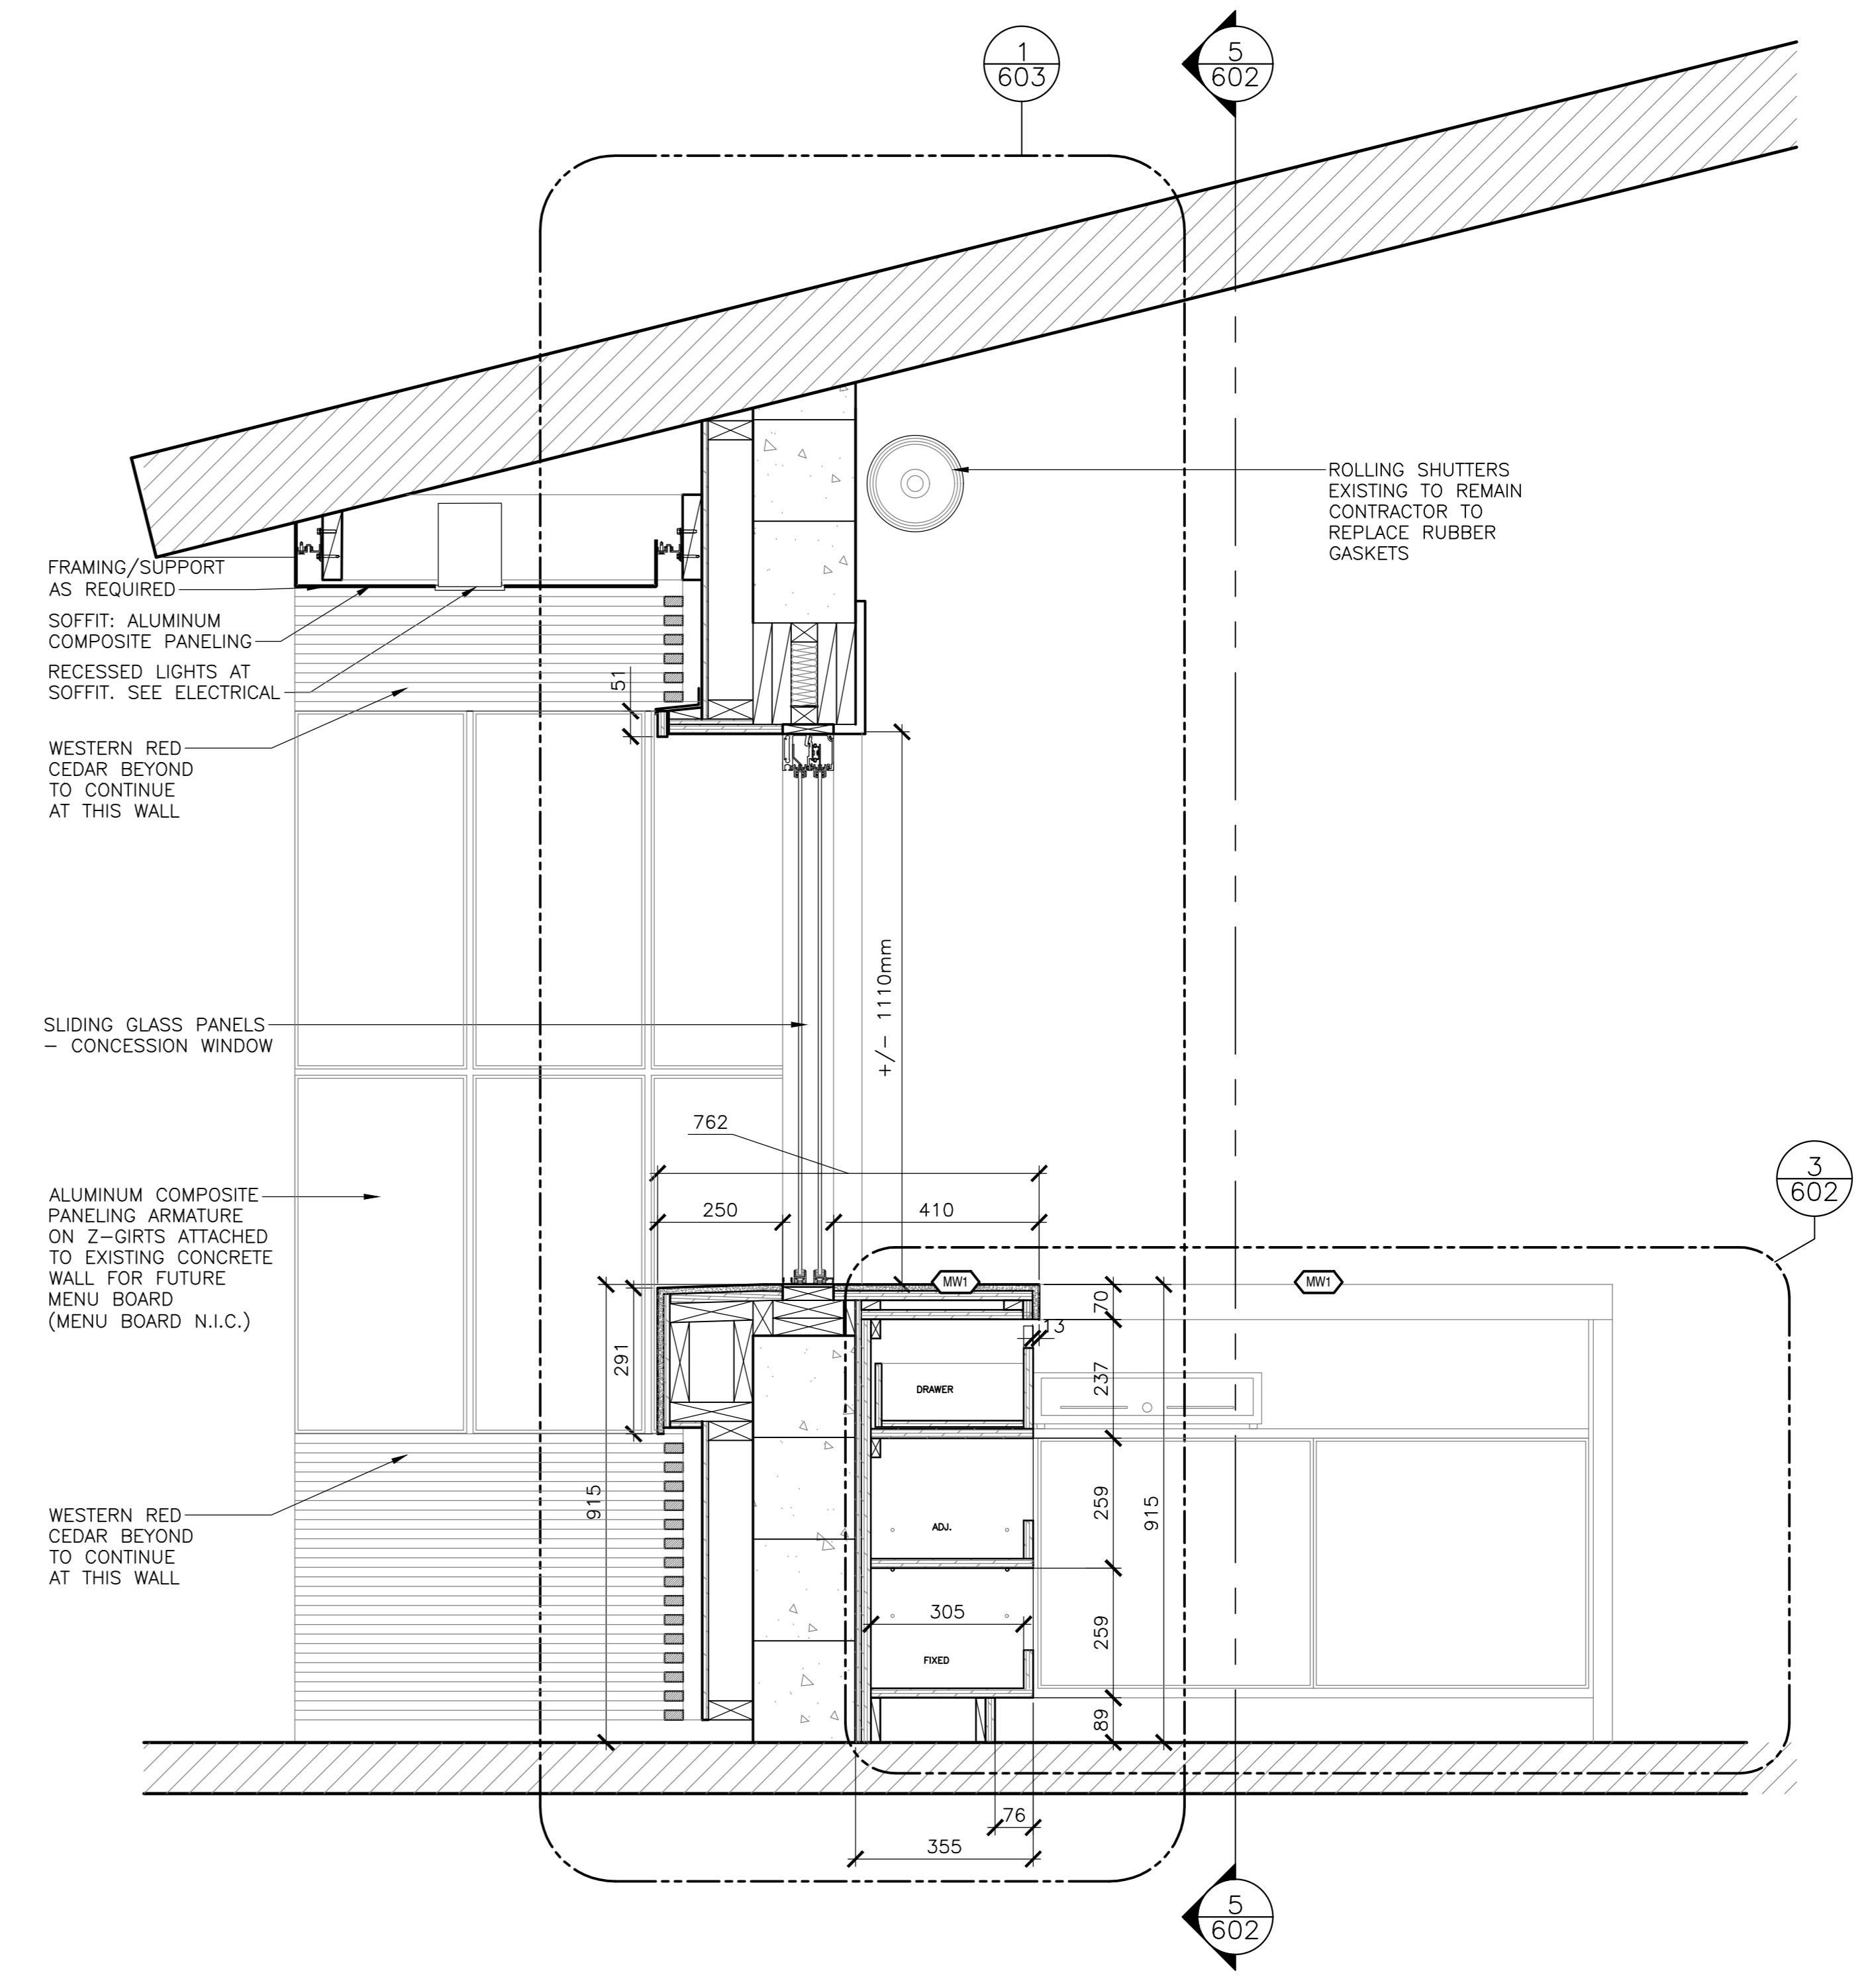 1
603
5
602
ROLLING SHUTTERS
EXISTING TO REMAIN
CONTRACTOR TO
REPLACE RUBBER
GASKETS
FRAMING/SUPPORT
AS REQUIRED
SOFFIT: ALUMINUM
COMPOSITE PANELING
RECESSED LIGHTS AT
SOFFIT. SEE ELECTRICAL
51
WESTERN RED
CEDAR BEYOND
TO CONTINUE
AT THIS WALL
+/- 1110mm
SLIDING GLASS PANELS
- CONCESSION WINDOW
762
3
602
ALUMINUM COMPOSITE
PANELING ARMATURE
ON Z-GIRTS ATTACHED
TO EXISTING CONCRETE
WALL FOR FUTURE
MENU BOARD
(MENU BOARD N.I.C.)
250
410
MW1
MW1
70
13
291
237
DRAWER
915
259
915
ADJ.
WESTERN RED
CEDAR BEYOND
TO CONTINUE
AT THIS WALL
305
259
FIXED
89
76
355
5
602